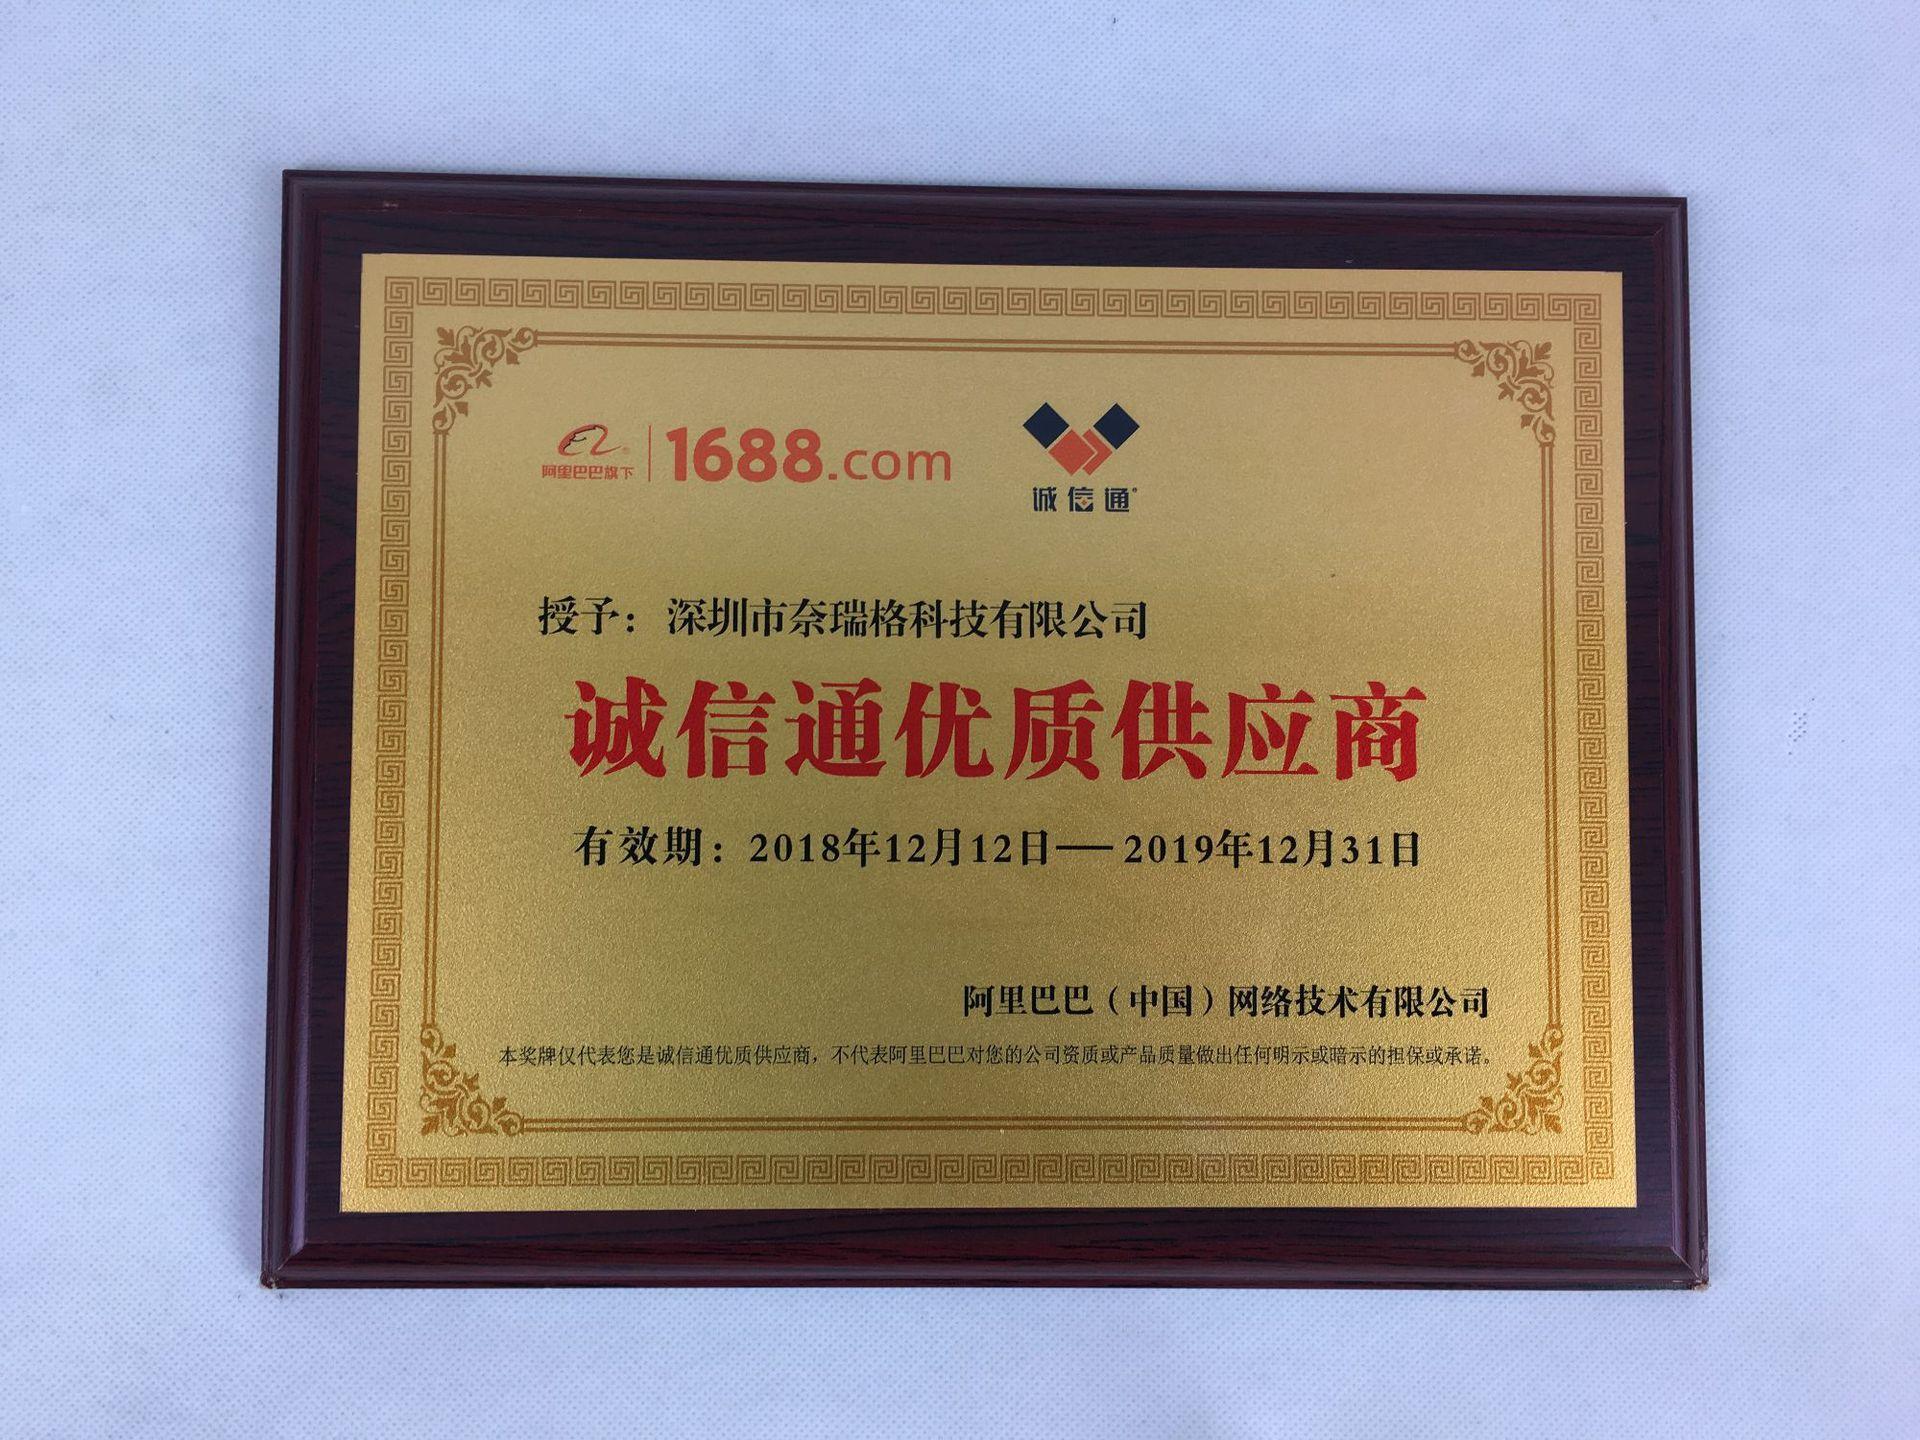 阿里巴巴旗下 1688.com
诚信通
授予：深圳市奈瑞格科技有限公司
诚信通优质供应商
有效期：2018年12月12日—2019年12月31日
阿里巴巴（中国）网络技术有限公司
本奖牌仅代表您是诚信通优质供应商，不代表阿里巴巴对您的公司资质或产品质量做出任何明示或暗示的担保或承诺。